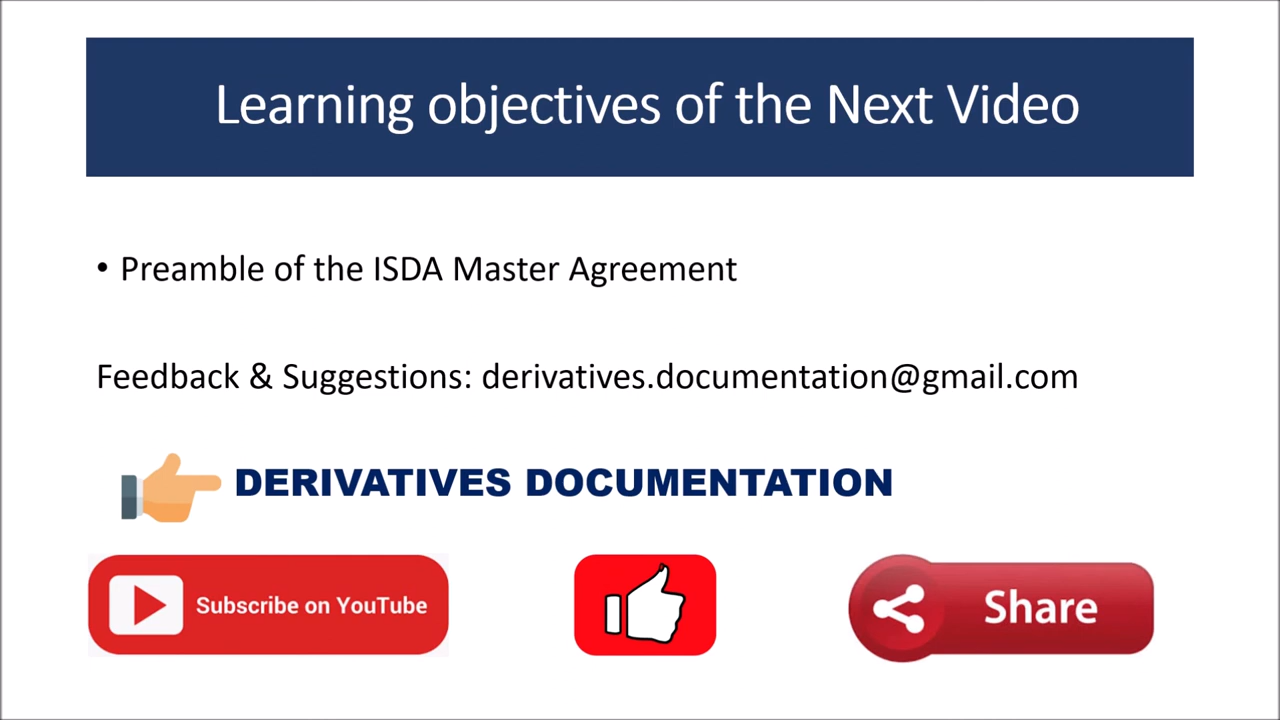 Learning objectives of the Next Video
• Preamble of the ISDA Master Agreement
Feedback & Suggestions: derivatives.documentation@gmail.com
DERIVATIVES DOCUMENTATION
Subscribe on YouTube
Share